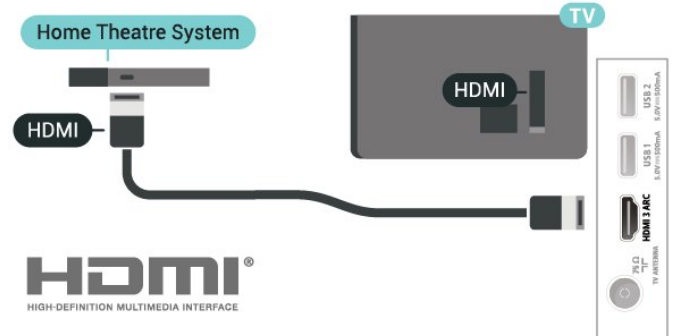 Home Theatre System
TV
HDMI
HDMI
USB 2
5.0V⎓500mA
USB 1
5.0V⎓500mA
HDMI 3 ARC
75 Ω
TV ANTENNA
HDMI®
HIGH-DEFINITION MULTIMEDIA INTERFACE